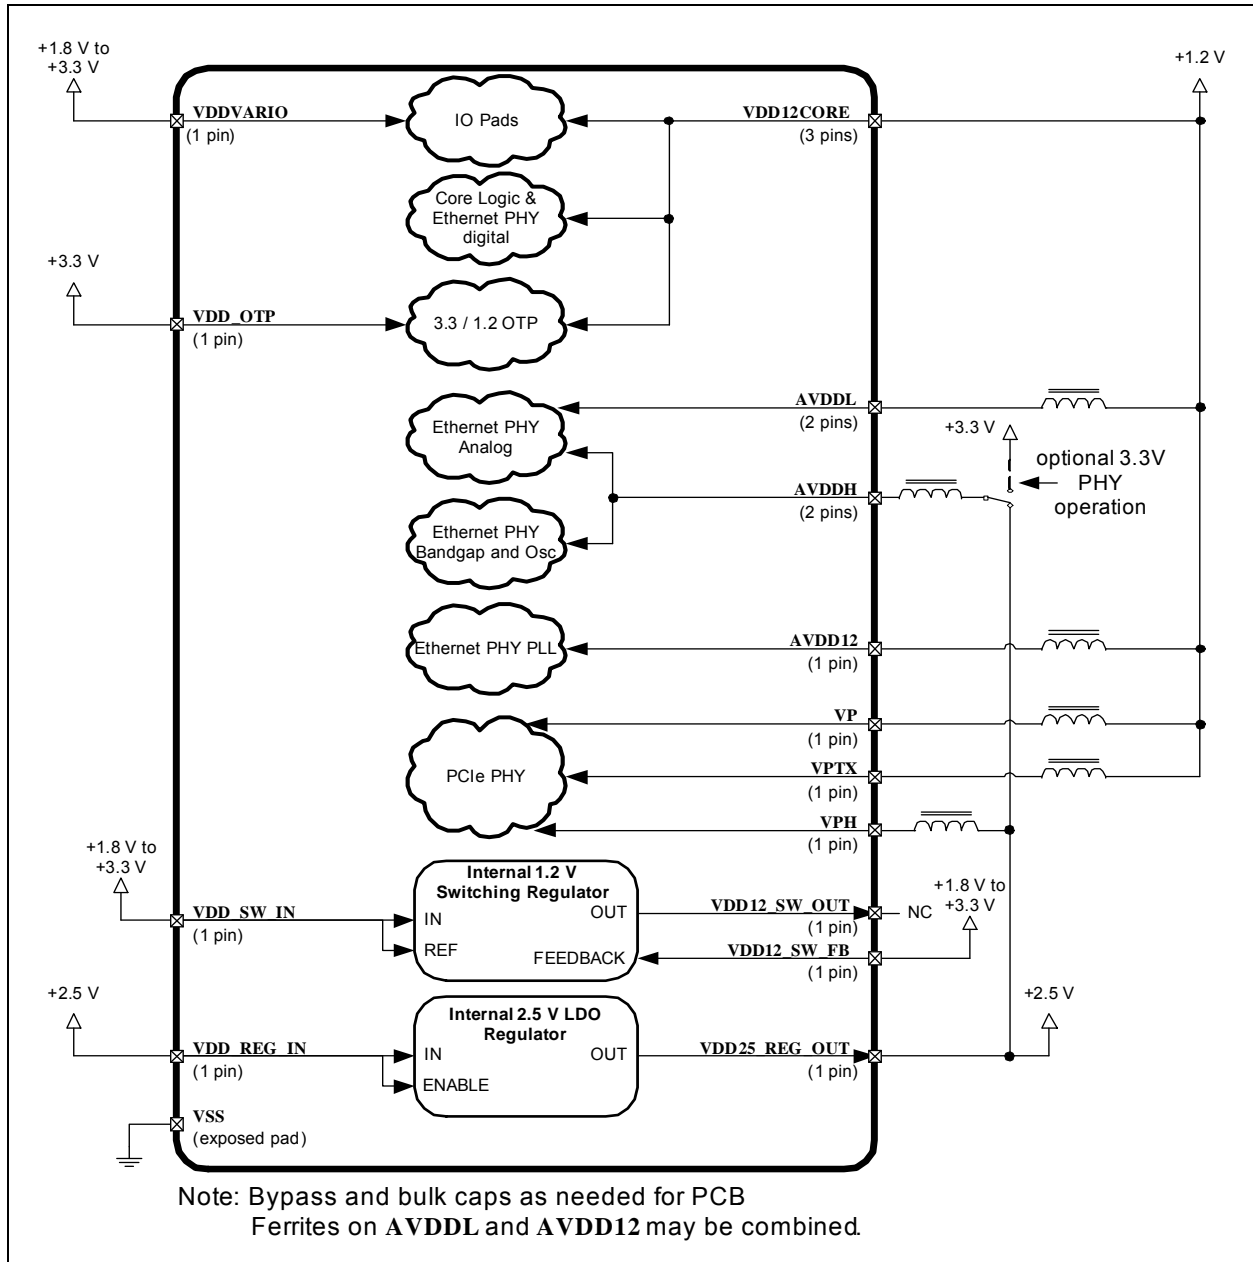 +1.8 V to
+3.3 V
+1.2 V
VDDVARIO
(1 pin)
IO Pads
VDD12CORE
(3 pins)
Core Logic &
Ethernet PHY
digital
+3.3 V
VDD_OTP
(1 pin)
3.3 / 1.2 OTP
AVDDL
(2 pins)
Ethernet PHY
Analog
+3.3 V
optional 3.3V
PHY
operation
AVDDH
(2 pins)
Ethernet PHY
Bandgap and Osc
Ethernet PHY PLL
AVDD12
(1 pin)
VP
(1 pin)
PCIe PHY
VPTX
(1 pin)
VPH
(1 pin)
+1.8 V to
+3.3 V
Internal 1.2 V
Switching Regulator
VDD_SW_IN
(1 pin)
IN
REF
OUT
FEEDBACK
VDD12_SW_OUT
(1 pin)
NC
+1.8 V to
+3.3 V
VDD12_SW_FB
(1 pin)
+2.5 V
Internal 2.5 V LDO
Regulator
+2.5 V
VDD_REG_IN
(1 pin)
IN
ENABLE
OUT
VDD25_REG_OUT
(1 pin)
VSS
(exposed pad)
Note: Bypass and bulk caps as needed for PCB
Ferrites on AVDDL and AVDD12 may be combined.